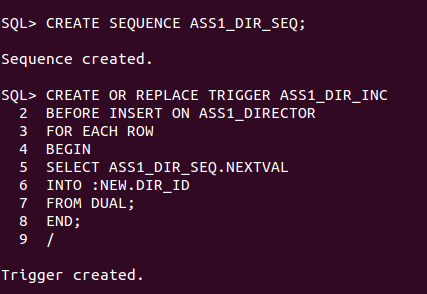 SQL> CREATE SEQUENCE ASS1_DIR_SEQ;
Sequence created.
SQL> CREATE OR REPLACE TRIGGER ASS1_DIR_INC
2 BEFORE INSERT ON ASS1_DIRECTOR
3 FOR EACH ROW
4 BEGIN
5 SELECT ASS1_DIR_SEQ.NEXTVAL
6 INTO :NEW.DIR_ID
7 FROM DUAL;
8 END;
9 /
Trigger created.